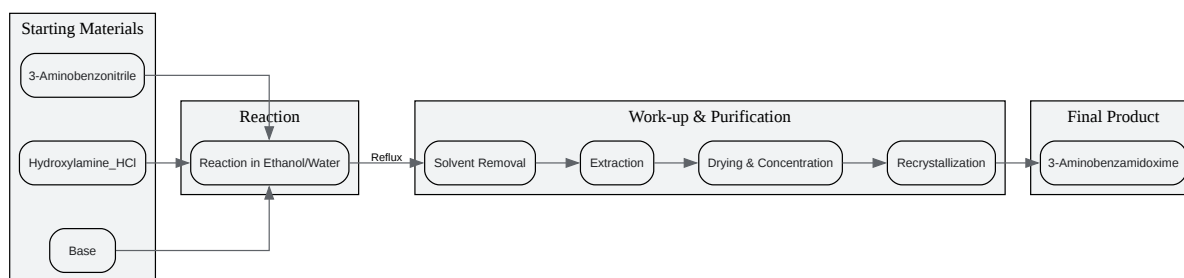 Starting Materials
3-Aminobenzonitrile
Hydroxylamine_HCl
Base
Reaction
Reaction in Ethanol/Water
Reflux
Work-up & Purification
Solvent Removal
Extraction
Drying & Concentration
Recrystallization
Final Product
3-Aminobenzamidoxime